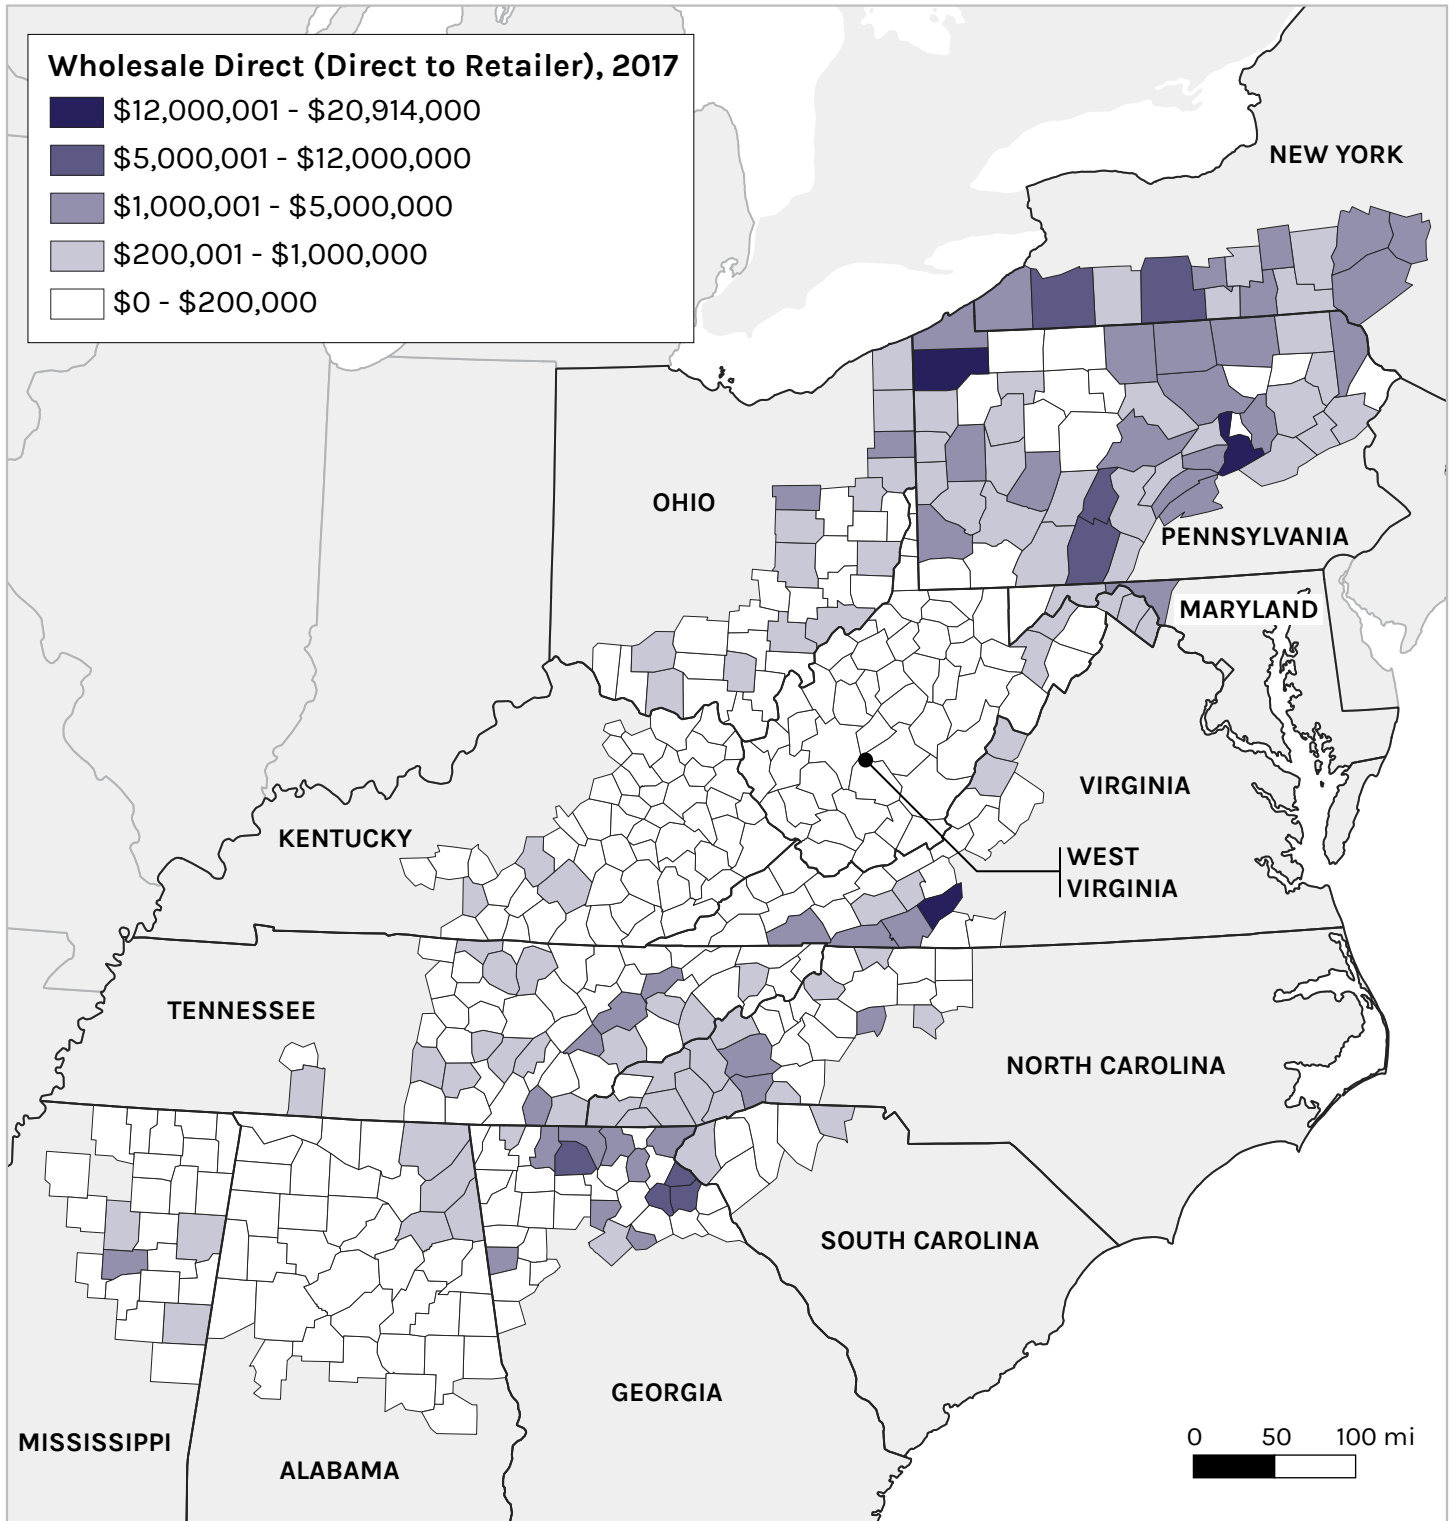 Wholesale Direct (Direct to Retailer), 2017
$12,000,001 - $20,914,000
$5,000,001 - $12,000,000
$1,000,001 - $5,000,000
$200,001 - $1,000,000
$0 - $200,000
NEW YORK
OHIO
PENNSYLVANIA
MARYLAND
VIRGINIA
KENTUCKY
WEST
VIRGINIA
TENNESSEE
NORTH CAROLINA
SOUTH CAROLINA
GEORGIA
MISSISSIPPI
ALABAMA
0 50 100 mi